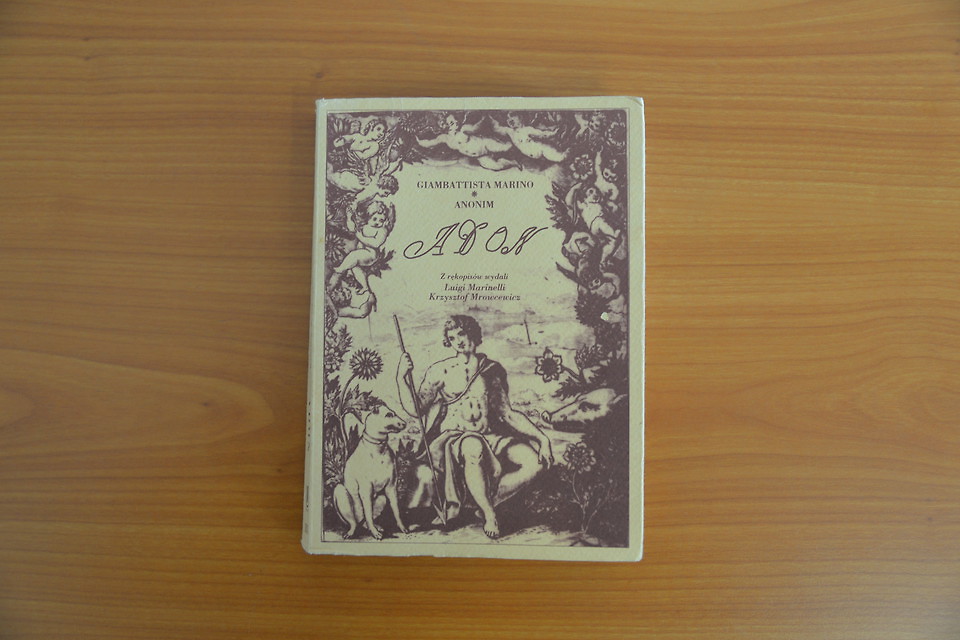 GIAMBATTISTA MARINO
*
ANONIM
ADON
Z rękopisów wydali
Luigi Marinelli
Krzysztof Mrowcewicz